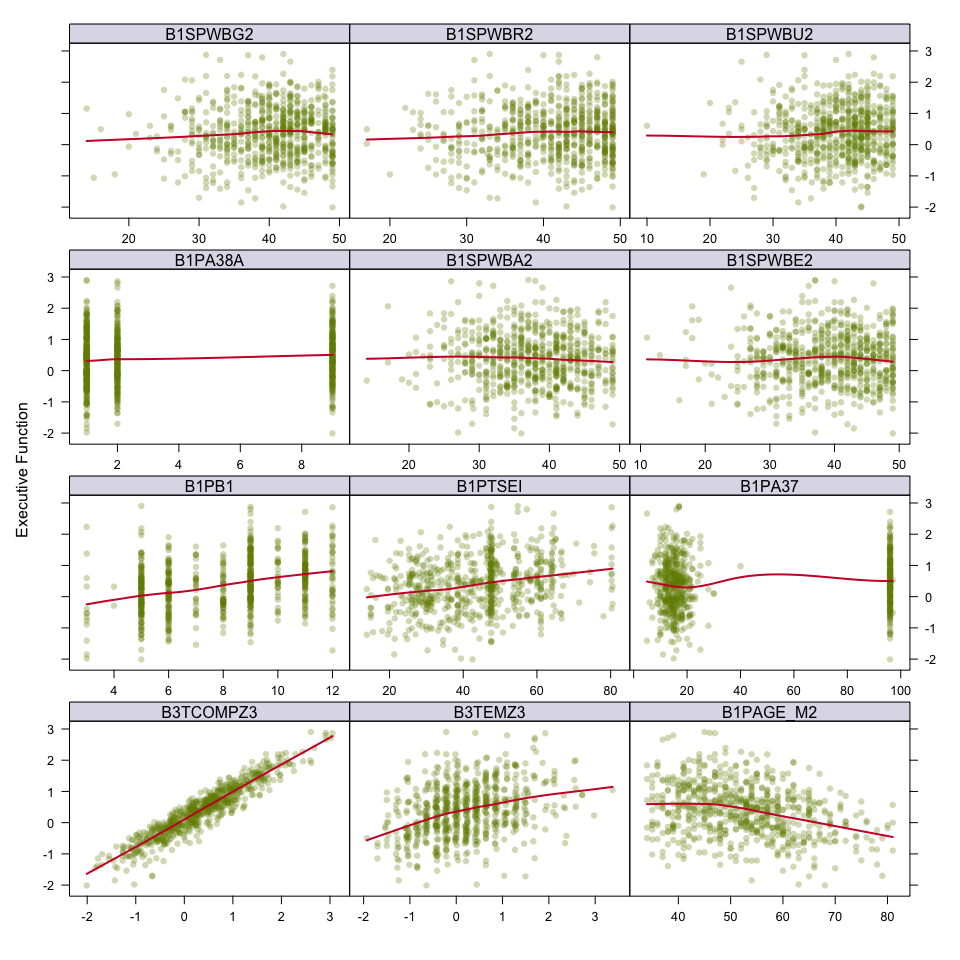 B1SPWBG2 B1SPWBR2 B1SPWBU2
3
2
1
0
-1
-2
20 30 40 50 20 30 40 10 20 30 40 50
B1PA38A B1SPWBA2 B1SPWBE2
3
2
1
0
-1
-2
2 4 6 8 20 30 40 50 10 20 30 40 50
Executive Function
B1PB1 B1PTSEI B1PA37
3
2
1
0
-1
-2
4 6 8 10 12 20 40 60 80 20 40 60 80 100
B3TCOMPZ3 B3TEMZ3 B1PAGE_M2
3
2
1
0
-1
-2
-2 -1 0 1 2 3 -2 -1 0 1 2 3 40 50 60 70 80